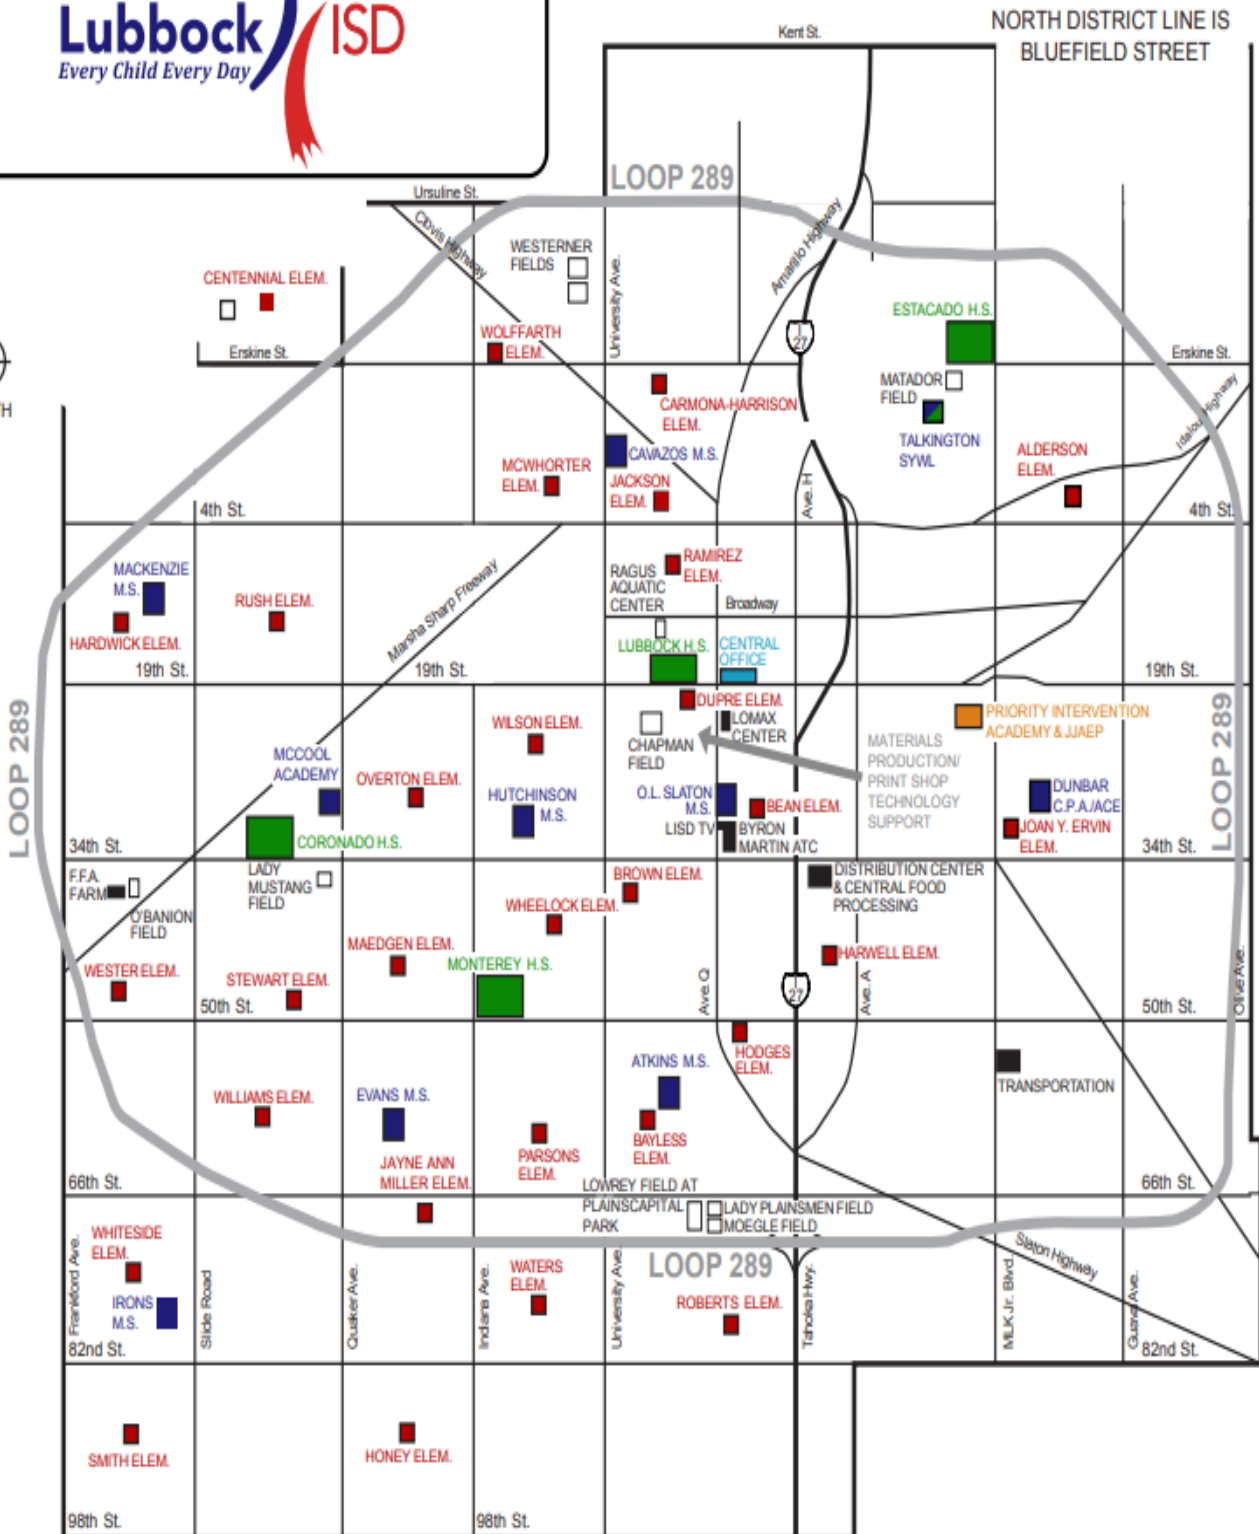 Lubbock ISD
Every Child Every Day
NORTH DISTRICT LINE IS
BLUEFIELD STREET
Kent St.
LOOP 289
Ursuline St.
Clovis Highway
WESTERNER
FIELDS
University Ave.
Amarillo Highway
CENTENNIAL ELEM.
ESTACADO H.S.
I
27
WOLFFARTH
ELEM.
Erskine St.
Erskine St.
MATADOR
FIELD
Idalou Highway
CARMONA-HARRISON
ELEM.
TALKINGTON
SYWL
ALDERSON
ELEM.
CAVAZOS M.S.
MCWHORTER
ELEM.
JACKSON
ELEM.
Ave. H
4th St.
4th St.
MACKENZIE
M.S.
RUSH ELEM.
HARDWICK ELEM.
Marsha Sharp Freeway
RAGUS
AQUATIC
CENTER
RAMIREZ
ELEM.
Broadway
LUBBOCK H.S.
CENTRAL
OFFICE
19th St.
19th St.
19th St.
DUPRE ELEM.
LOMAX
CENTER
PRIORITY INTERVENTION
ACADEMY & JJAEP
LOOP 289
WILSON ELEM.
CHAPMAN
FIELD
MATERIALS
PRODUCTION/
PRINT SHOP
TECHNOLOGY
SUPPORT
LOOP 289
MCCOOL
ACADEMY
OVERTON ELEM.
HUTCHINSON
M.S.
O.L. SLATON
M.S.
BEAN ELEM.
DUNBAR
C.P.A./ACE
CORONADO H.S.
LISD TV
BYRON
MARTIN ATC
JOAN Y. ERVIN
ELEM.
34th St.
34th St.
F.F.A.
FARM
O'BANION
FIELD
LADY
MUSTANG
FIELD
BROWN ELEM.
DISTRIBUTION CENTER
& CENTRAL FOOD
PROCESSING
WHEELOCK ELEM.
MAEDGEN ELEM.
HARWELL ELEM.
WESTER ELEM.
STEWART ELEM.
MONTEREY H.S.
Ave. Q
I
27
Ave. A
Olive Ave.
50th St.
50th St.
HODGES
ELEM.
ATKINS M.S.
TRANSPORTATION
WILLIAMS ELEM.
EVANS M.S.
PARSONS
ELEM.
BAYLESS
ELEM.
JAYNE ANN
MILLER ELEM.
66th St.
66th St.
LOWREY FIELD AT
PLAINSCAPITAL
PARK
LADY PLAINSMEN FIELD
MOEGLE FIELD
WHITESIDE
ELEM.
LOOP 289
Slaton Highway
WATERS
ELEM.
ROBERTS ELEM.
IRONS
M.S.
Frankford Ave.
Slide Road
Quaker Ave.
Indiana Ave.
University Ave.
Tahoka Hwy.
MLK Jr. Blvd.
Guava Ave.
82nd St.
82nd St.
SMITH ELEM.
HONEY ELEM.
98th St.
98th St.